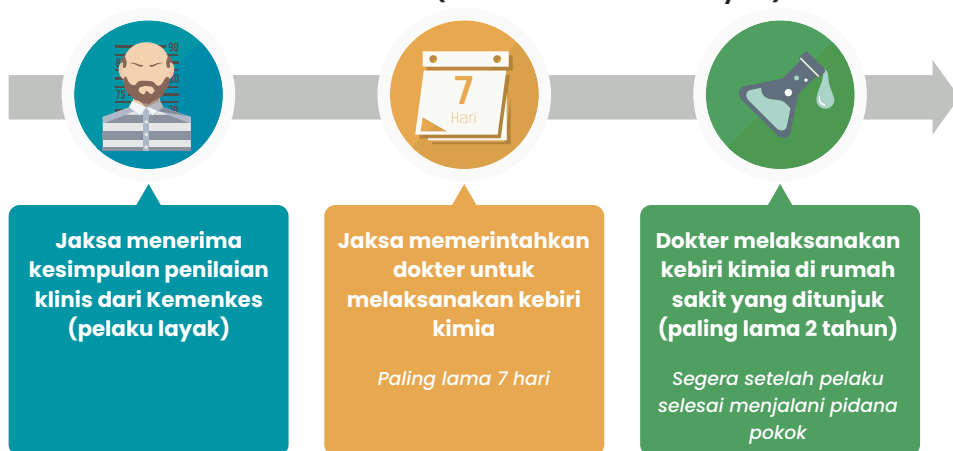 7
Hari
90
75
Jaksa menerima
kesimpulan penilaian
klinis dari Kemenkes
(pelaku layak)
Jaksa memerintahkan
dokter untuk
melaksanakan kebiri
kimia
Paling lama 7 hari
Dokter melaksanakan
kebiri kimia di rumah
sakit yang ditunjuk
(paling lama 2 tahun)
Segera setelah pelaku
selesai menjalani pidana
pokok